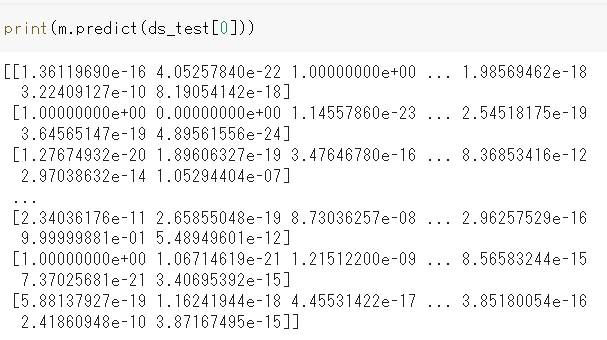 print(m.predict(ds_test[0]))
[[1.36119690e-16 4.05257840e-22 1.00000000e+00 ... 1.98569462e-18
3.22409127e-10 8.19054142e-18]
[1.00000000e+00 0.00000000e+00 1.14557860e-23 ... 2.54518175e-19
3.64565147e-19 4.89561556e-24]
[1.27674932e-20 1.89606327e-19 3.47646780e-16 ... 8.36853416e-12
2.97038632e-14 1.05294404e-07]
...
[2.34036176e-11 2.65855048e-19 8.73036257e-08 ... 2.96257529e-16
9.99999881e-01 5.48949601e-12]
[1.00000000e+00 1.06714619e-21 1.21512200e-09 ... 8.56583244e-15
7.37025681e-21 3.40695392e-15]
[5.88137927e-19 1.16241944e-18 4.45531422e-17 ... 3.85180054e-16
2.41860948e-10 3.87167495e-15]]